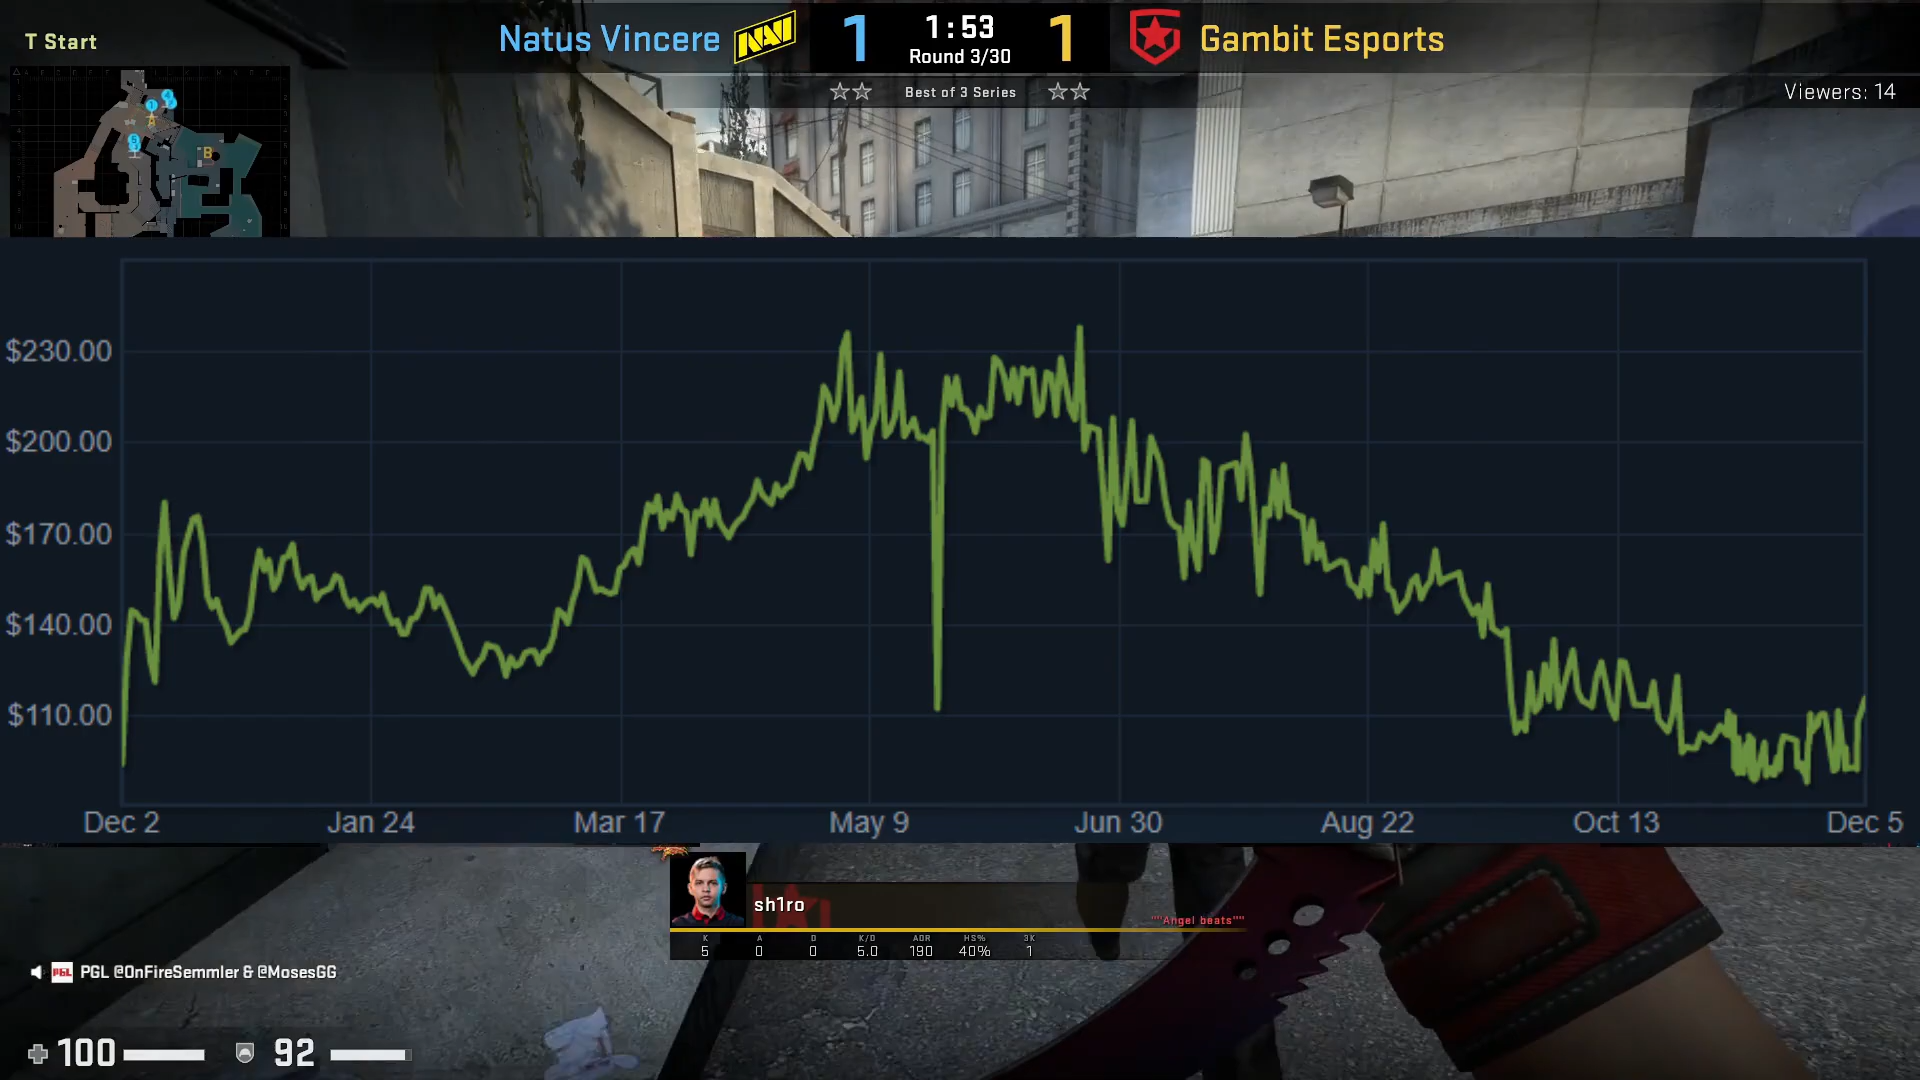 T Start
Natus Vincere NAVI 1 1:53 1 Gambit Esports
Round 3/30
Best of 3 Series
Viewers: 14
B
$230.00
$200.00
$170.00
$140.00
$110.00
Dec 2 Jan 24 Mar 17 May 9 Jun 30 Aug 22 Oct 13 Dec 5
sh1ro
""Angel beats""
K A D K/D ADR HS% 3K
5 0 0 5.0 190 40% 1
PGL PGL @OnFireSemmler & @MosesGG
100 92